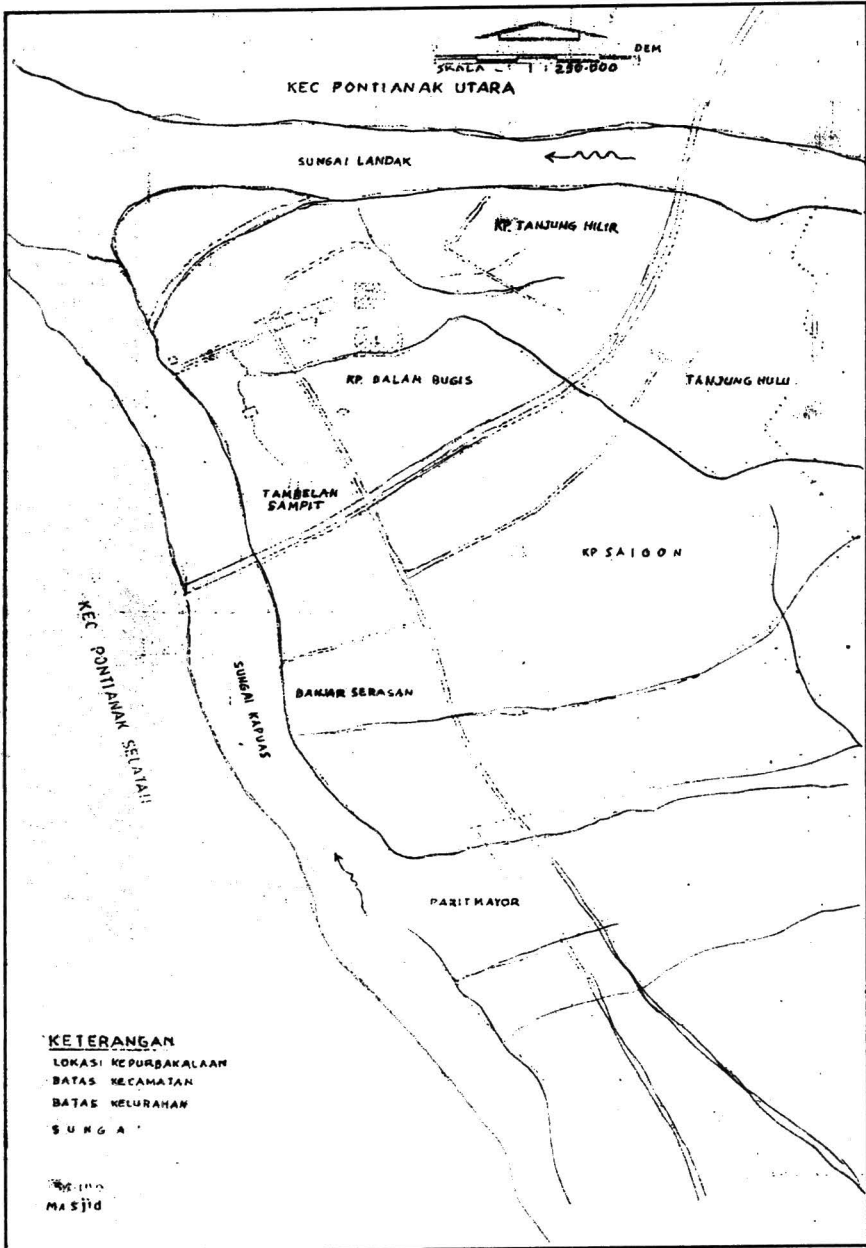 DEM
SKALA 1 : 250.000
KEC PONTIANAK UTARA
SUNGAI LANDAK
KP. TANJUNG HILIR
KP. DALAM BUGIS
TANJUNG HULU
TAMBELAN
SAMPIT
KP SAIGON
KEC PONTIANAK SELATAN
SUNGAI KAPUAS
BANJAR SERASAN
PARIT MAYOR
KETERANGAN
LOKASI KEPURBAKALAAN
BATAS KECAMATAN
BATAS KELURAHAN
SUNGA
Masjid